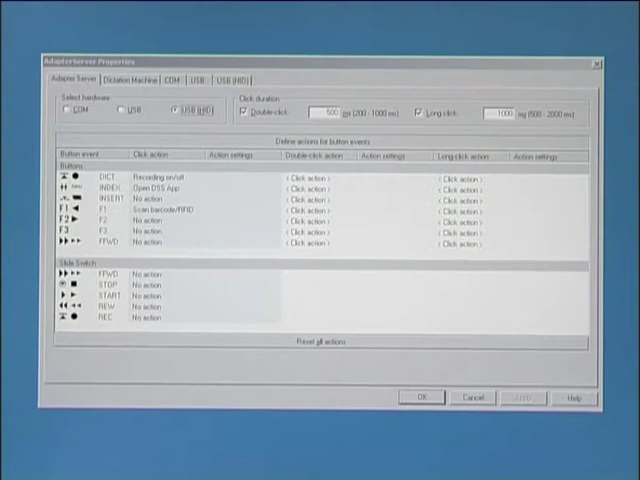 AdapterServer Properties
Adapter Server Dictation Machine COM USB USB (HID)
Select hardware
COM USB USB (HID)
Click duration
Double-click: 500 ms (200 - 1000 ms) Long click: 1000 ms (500 - 2000 ms)
Define actions for button events
Button event Click action Action settings Double-click action Action settings Long click action Action settings
Buttons
DICT Recording on/off < Click action > < Click action >
INDEX Open DSS App < Click action > < Click action >
INSERT No action < Click action > < Click action >
F1 F1 Scan barcode/RFID < Click action > < Click action >
F2 F2 No action < Click action > < Click action >
F3 F3 No action < Click action > < Click action >
FFWD No action < Click action > < Click action >
Slide Switch
FFWD No action
STOP No action
START No action
REW No action
REC No action
Reset all actions
OK Cancel Apply Help